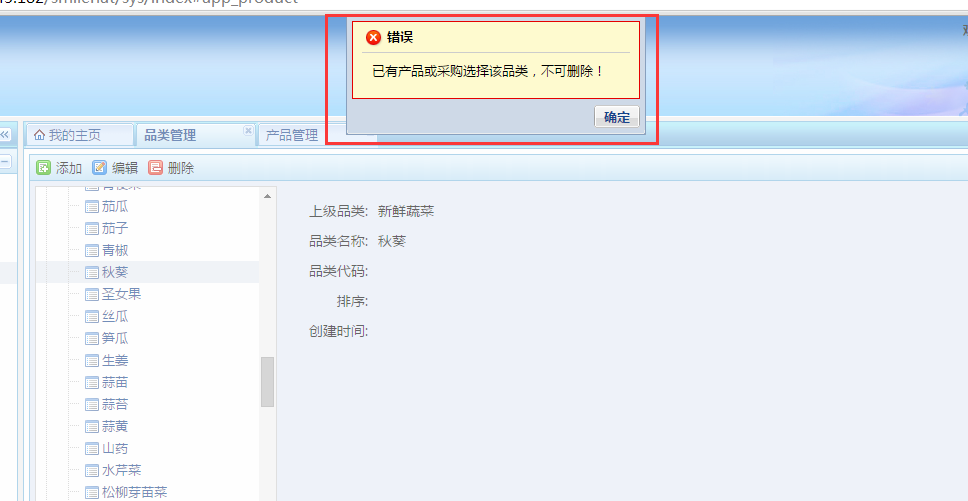 /smilehat/sys/index#app_product
错误
已有产品或采购选择该品类，不可删除！
确定
我的主页 品类管理 产品管理
添加 编辑 删除
茄瓜
茄子
青椒
秋葵
圣女果
丝瓜
笋瓜
生姜
蒜苗
蒜苔
蒜黄
山药
水芹菜
松柳芽苗菜
上级品类: 新鲜蔬菜
品类名称: 秋葵
品类代码:
排序:
创建时间: